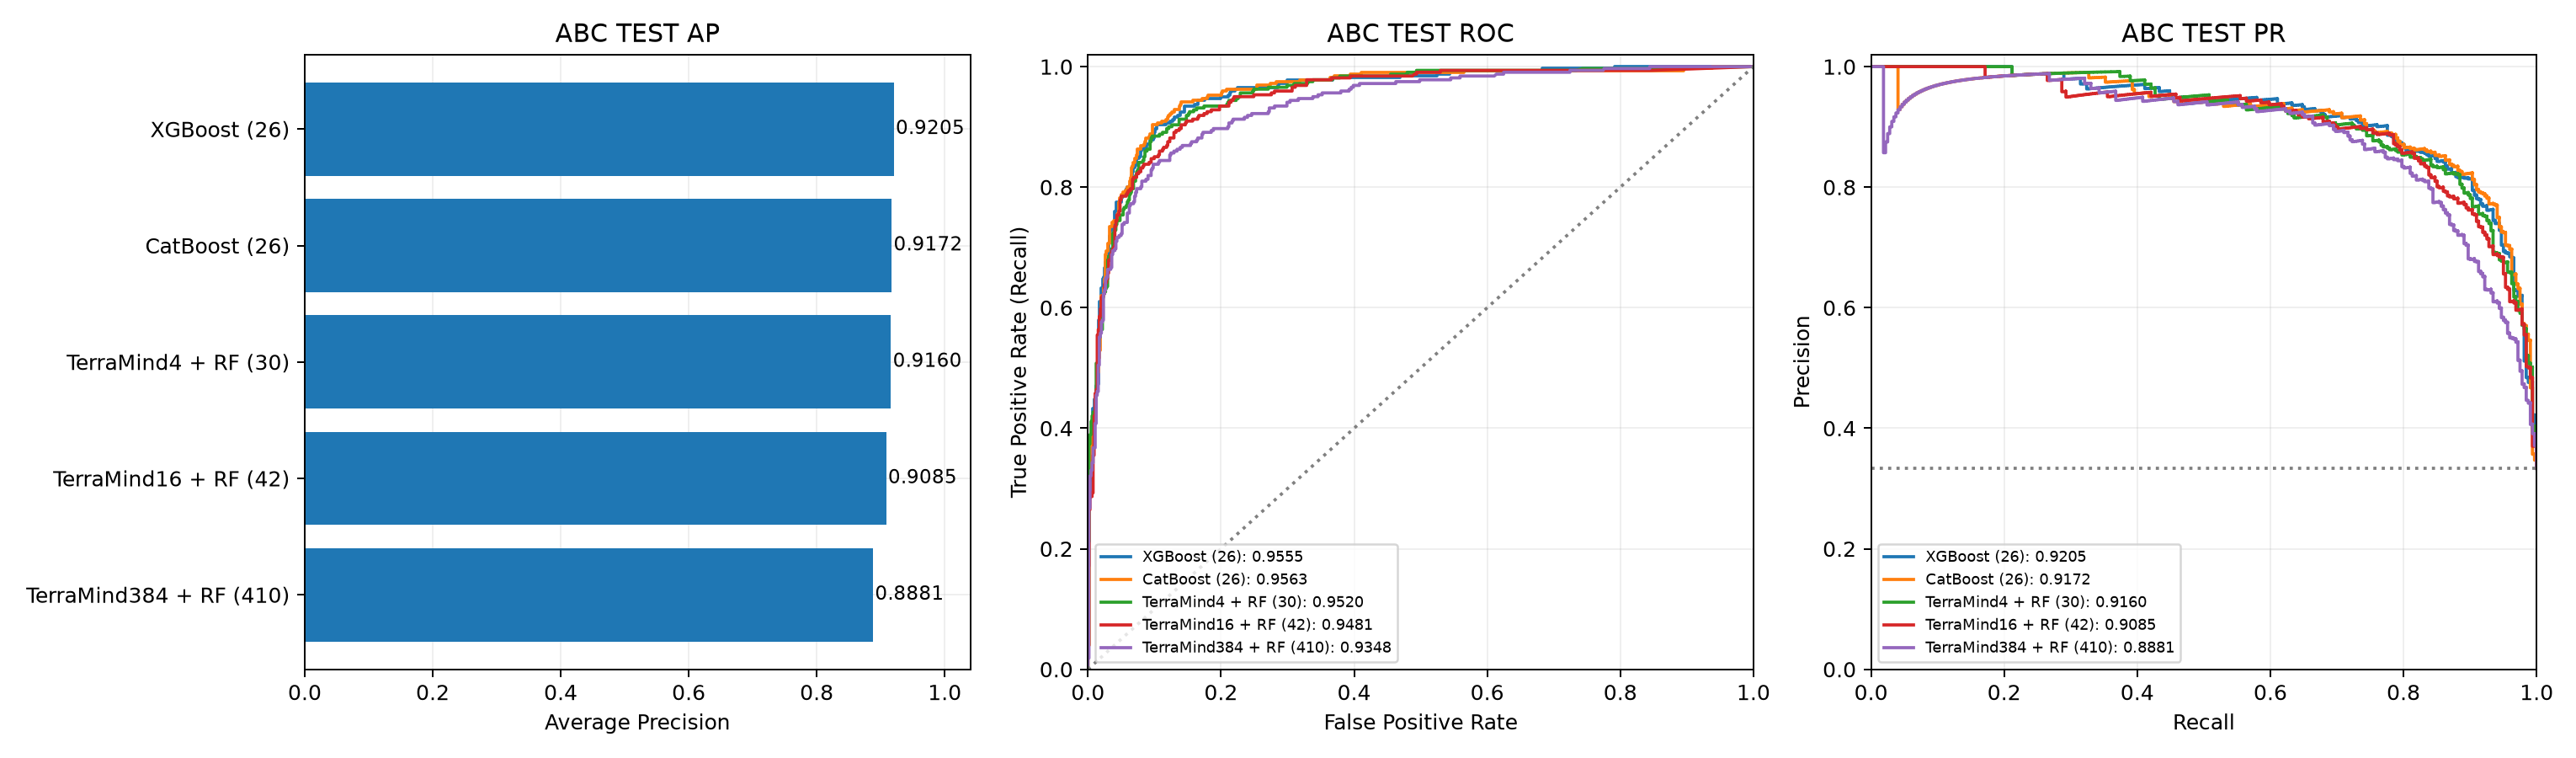 ABC TEST AP
XGBoost (26)
0.9205
CatBoost (26)
0.9172
TerraMind4 + RF (30)
0.9160
TerraMind16 + RF (42)
0.9085
TerraMind384 + RF (410)
0.8881
0.0 0.2 0.4 0.6 0.8 1.0
Average Precision
ABC TEST ROC
True Positive Rate (Recall)
1.0
0.8
0.6
0.4
0.2
0.0
XGBoost (26): 0.9555
CatBoost (26): 0.9563
TerraMind4 + RF (30): 0.9520
TerraMind16 + RF (42): 0.9481
TerraMind384 + RF (410): 0.9348
0.0 0.2 0.4 0.6 0.8 1.0
False Positive Rate
ABC TEST PR
Precision
1.0
0.8
0.6
0.4
0.2
0.0
XGBoost (26): 0.9205
CatBoost (26): 0.9172
TerraMind4 + RF (30): 0.9160
TerraMind16 + RF (42): 0.9085
TerraMind384 + RF (410): 0.8881
0.0 0.2 0.4 0.6 0.8 1.0
Recall